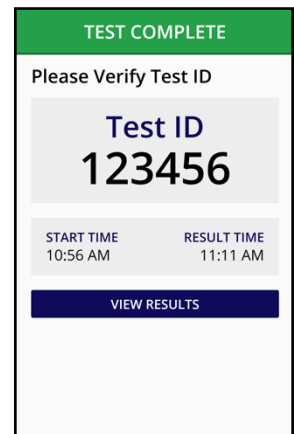 TEST COMPLETE
Please Verify Test ID
Test ID
123456
START TIME RESULT TIME
10:56 AM 11:11 AM
VIEW RESULTS